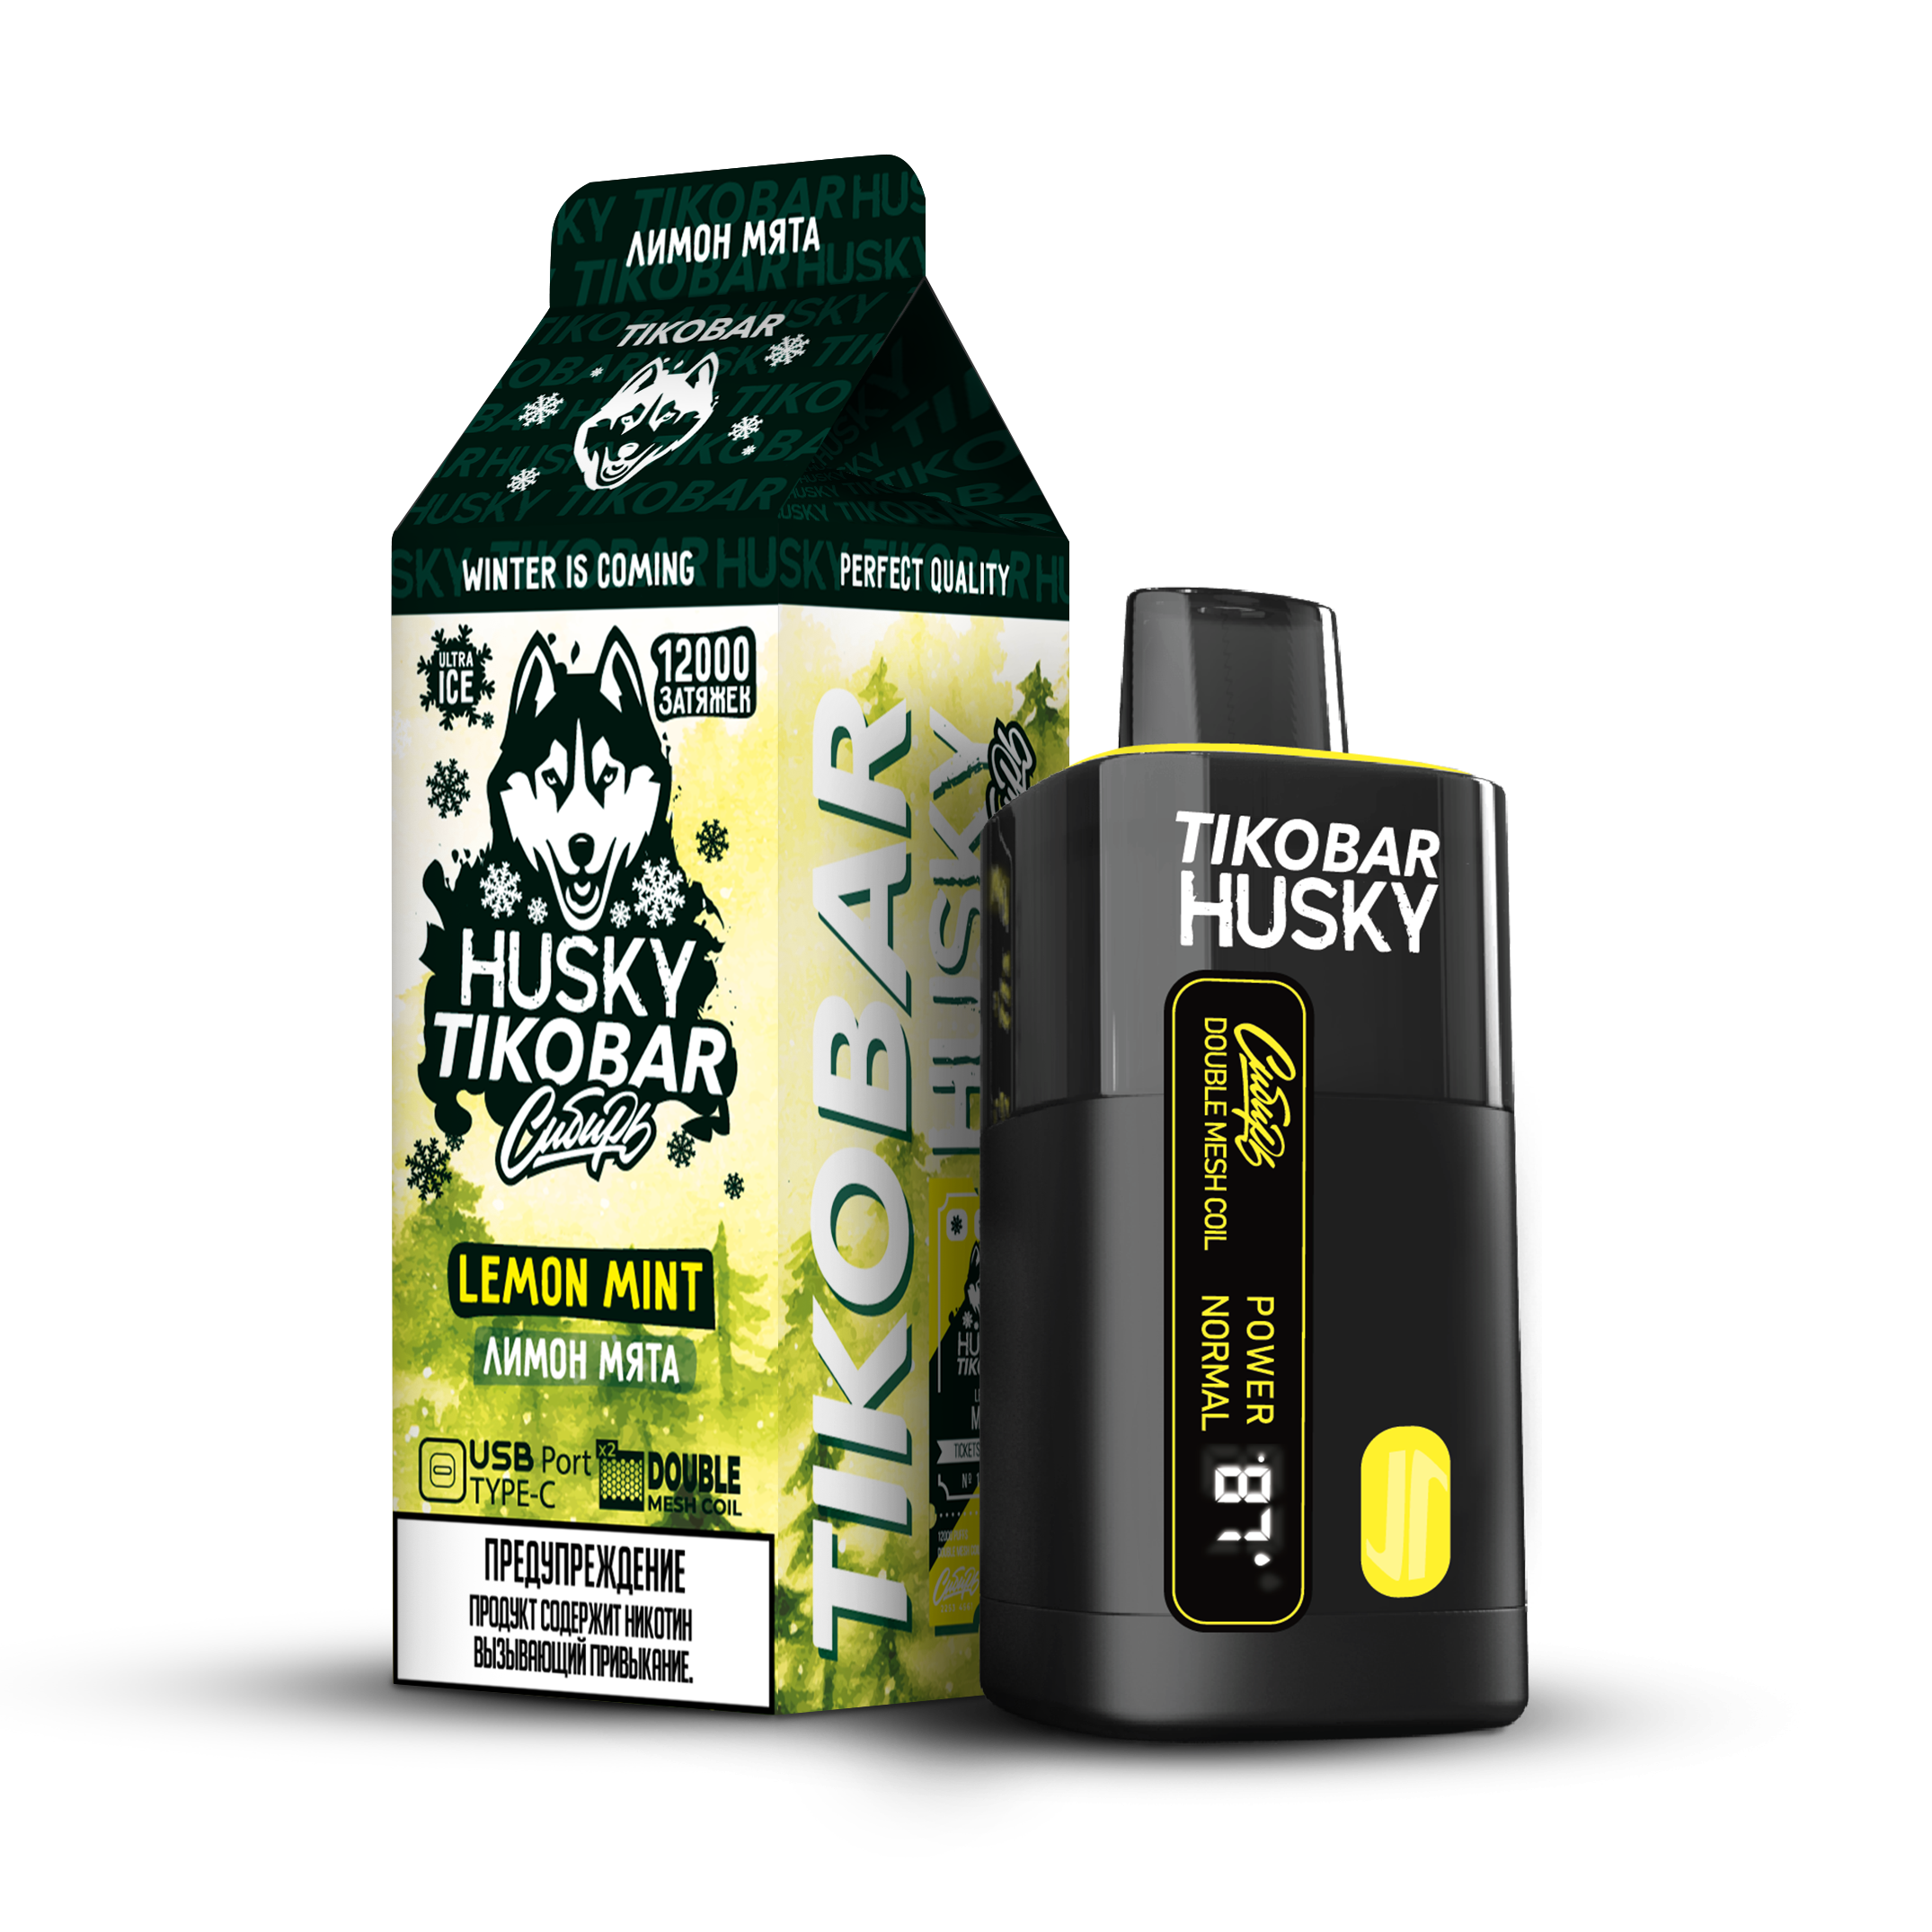 ЛИМОН МЯТА
TIKOBAR
WINTER IS COMING
PERFECT QUALITY
ULTRA
ICE
12000
ЗАТЯЖЕК
HUSKY
TIKOBAR
Сибирь
LEMON MINT
ЛИМОН МЯТА
USB Port
TYPE-C
x2
DOUBLE
MESH COIL
ПРЕДУПРЕЖДЕНИЕ
ПРОДУКТ СОДЕРЖИТ НИКОТИН
ВЫЗЫВАЮЩИЙ ПРИВЫКАНИЕ.
TIKOBAR
HUSKY
TIKOBAR
HUSKY
Сибирь
DOUBLE MESH COIL
POWER
NORMAL
87